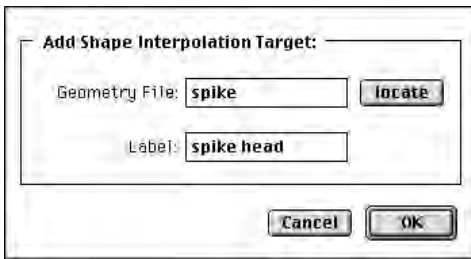 Add Shape Interpolation Target:
Geometry File: spike locate
Label: spike head
Cancel OK